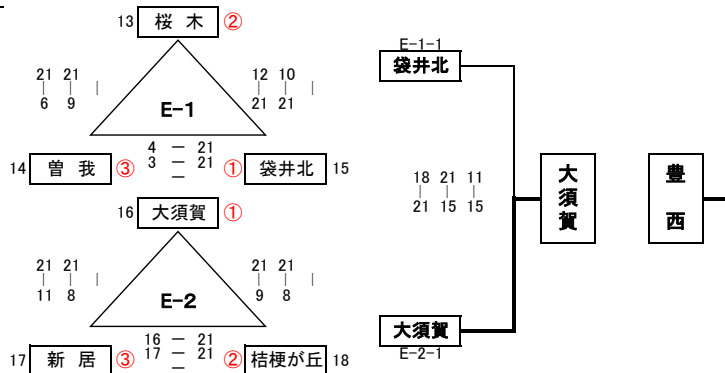 13 桜 木 ②
21 21
| | |
6 9
12 10
| | |
21 21
E-1
4 － 21
3 － 21
－
14 曽 我 ③
① 袋井北 15
16 大須賀 ①
21 21
| | |
11 8
21 21
| | |
9 8
E-2
16 － 21
17 － 21
－
17 新 居 ③
② 桔梗が丘 18
E-1-1
袋井北
18 21 11
| | |
21 15 15
大須賀
E-2-1
大須賀
豊 西